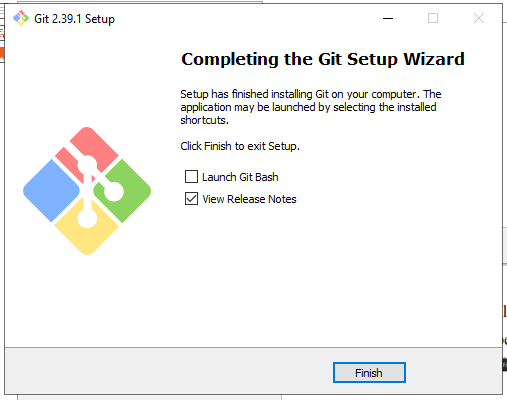 Git 2.39.1 Setup
Completing the Git Setup Wizard
Setup has finished installing Git on your computer. The
application may be launched by selecting the installed
shortcuts.
Click Finish to exit Setup.
Launch Git Bash
View Release Notes
Finish